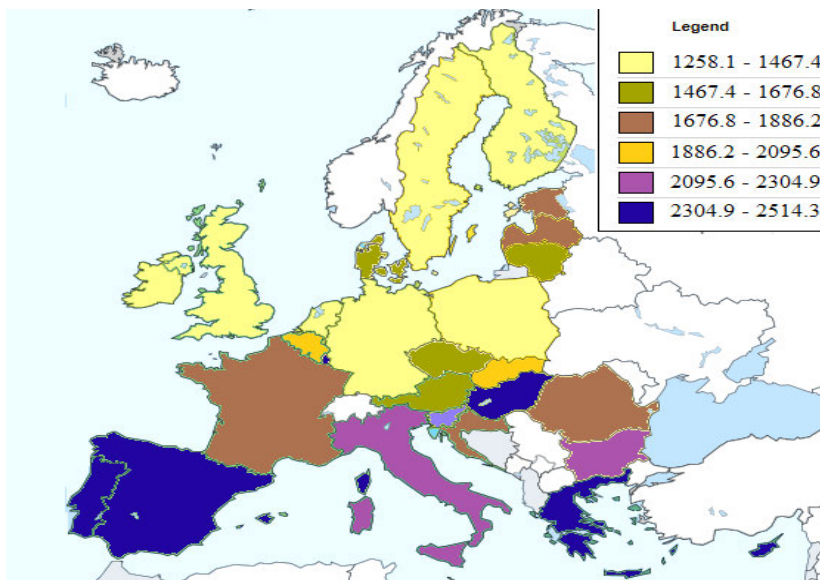 Legend
1258.1 - 1467.4
1467.4 - 1676.8
1676.8 - 1886.2
1886.2 - 2095.6
2095.6 - 2304.9
2304.9 - 2514.3